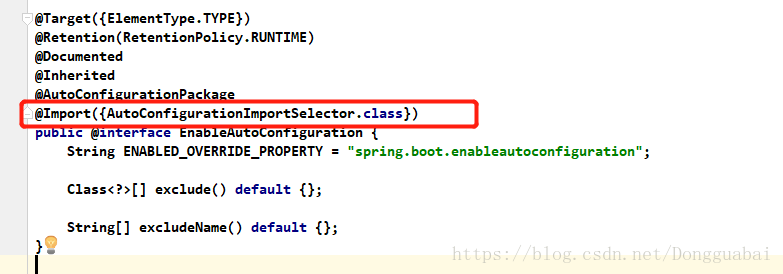 @Target({ElementType.TYPE})
@Retention(RetentionPolicy.RUNTIME)
@Documented
@Inherited
@AutoConfigurationPackage
@Import({AutoConfigurationImportSelector.class})
public @interface EnableAutoConfiguration {
    String ENABLED_OVERRIDE_PROPERTY = "spring.boot.enableautoconfiguration";
    Class<?>[] exclude() default {};
    String[] excludeName() default {};
}
https://blog.csdn.net/Dongguabai